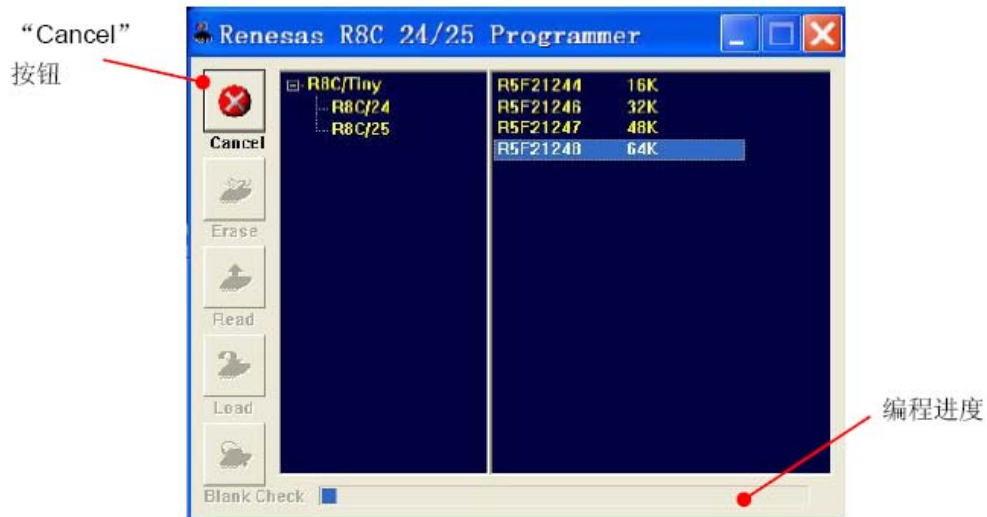 “Cancel”
按钮
Renesas R8C 24/25 Programmer
Cancel
Erase
Read
Load
Blank Check
R8C/Tiny
R8C/24
R8C/25
R5F21244 16K
R5F21246 32K
R5F21247 48K
R5F21248 64K
编程进度